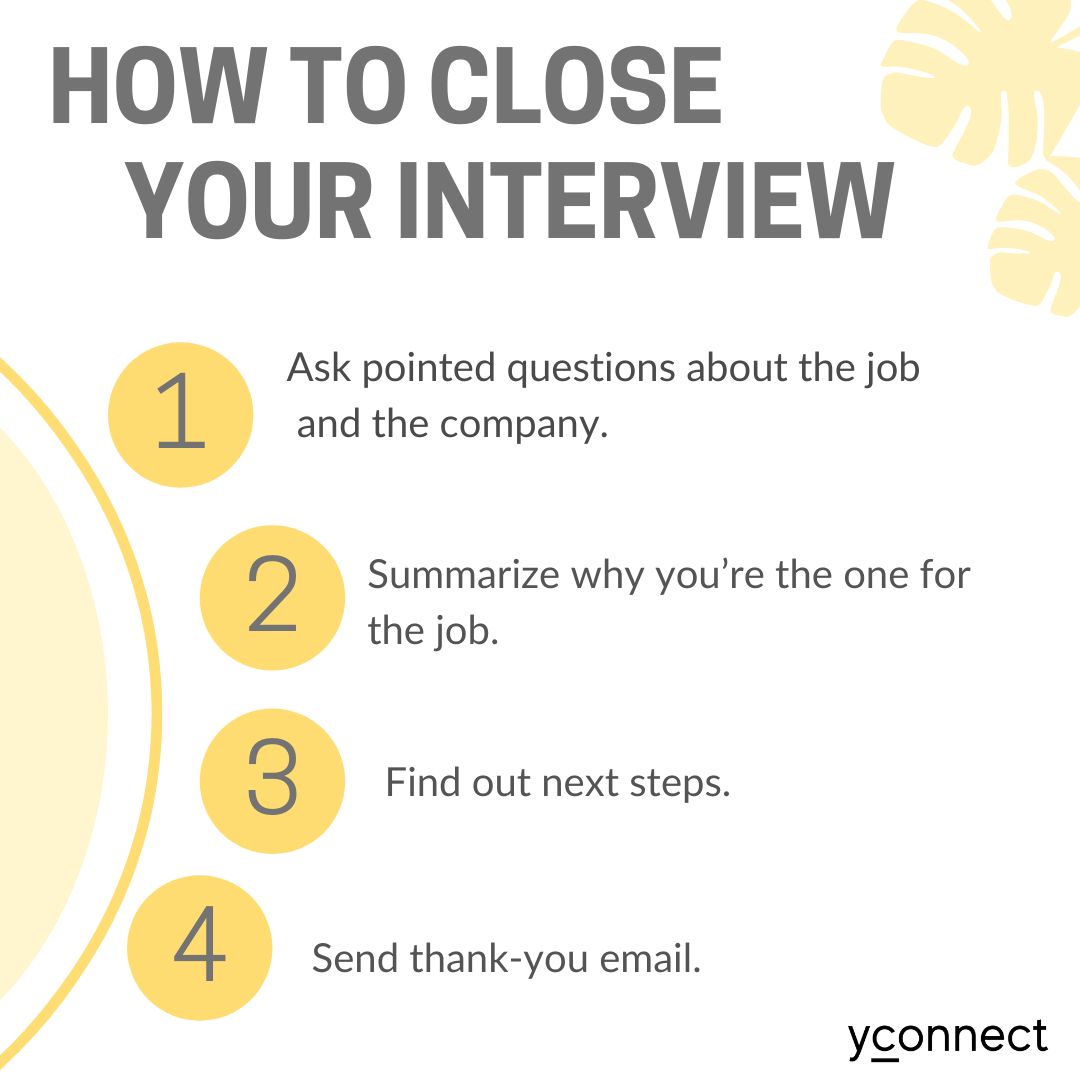 HOW TO CLOSE
YOUR INTERVIEW
1
Ask pointed questions about the job
and the company.
2
Summarize why you’re the one for
the job.
3
Find out next steps.
4
Send thank-you email.
yconnect